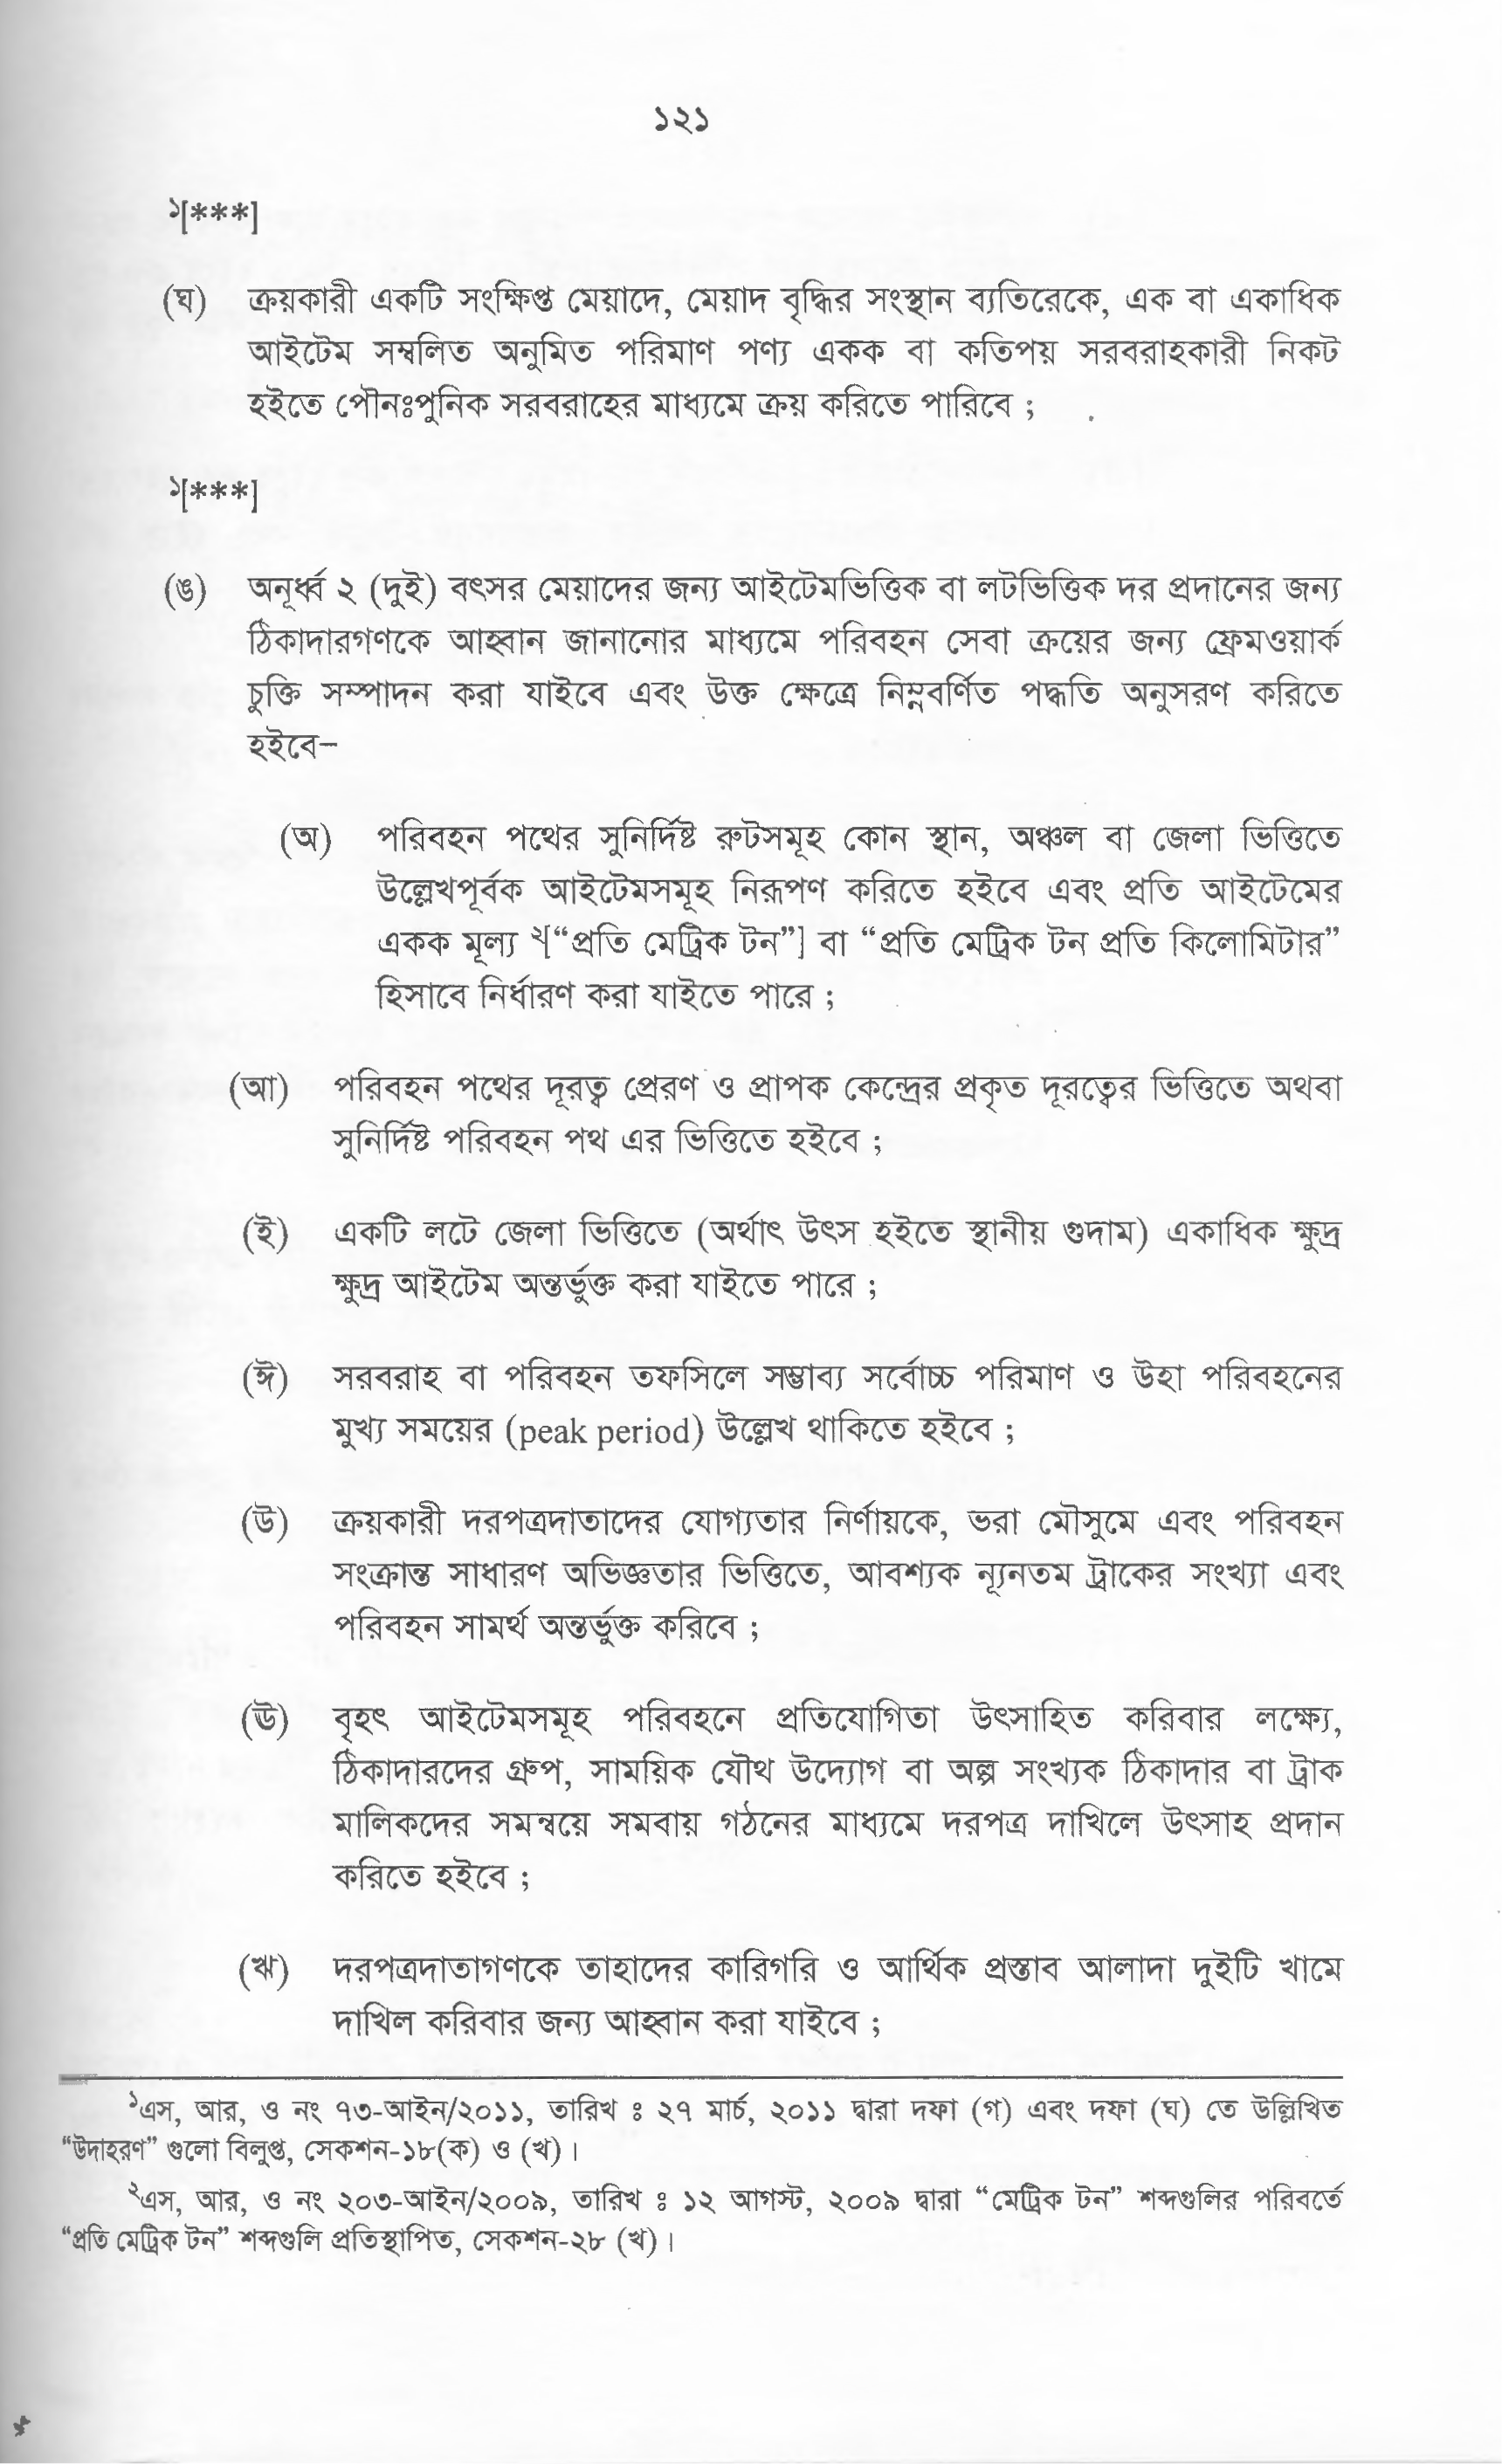 ১২১
১[***]
(ঘ) ক্রয়কারী একটি সংক্ষিপ্ত মেয়াদে, মেয়াদ বৃদ্ধির সংস্থান ব্যতিরেকে, এক বা একাধিক
আইটেম সম্বলিত অনুমিত পরিমাণ পণ্য একক বা কতিপয় সরবরাহকারী নিকট
হইতে পৌনঃপুনিক সরবরাহের মাধ্যমে ক্রয় করিতে পারিবে ;
১[***]
(ঙ) অনূর্ধ্ব ২ (দুই) বৎসর মেয়াদের জন্য আইটেমভিত্তিক বা লটভিত্তিক দর প্রদানের জন্য
ঠিকাদারগণকে আহ্বান জানানোর মাধ্যমে পরিবহন সেবা ক্রয়ের জন্য ফ্রেমওয়ার্ক
চুক্তি সম্পাদন করা যাইবে এবং উক্ত ক্ষেত্রে নিম্নবর্ণিত পদ্ধতি অনুসরণ করিতে
হইবে–
(অ) পরিবহন পথের সুনির্দিষ্ট রুটসমূহ কোন স্থান, অঞ্চল বা জেলা ভিত্তিতে
উল্লেখপূর্বক আইটেমসমূহ নিরূপণ করিতে হইবে এবং প্রতি আইটেমের
একক মূল্য ২[“প্রতি মেট্রিক টন”] বা “প্রতি মেট্রিক টন প্রতি কিলোমিটার”
হিসাবে নির্ধারণ করা যাইতে পারে ;
(আ) পরিবহন পথের দূরত্ব প্রেরণ ও প্রাপক কেন্দ্রের প্রকৃত দূরত্বের ভিত্তিতে অথবা
সুনির্দিষ্ট পরিবহন পথ এর ভিত্তিতে হইবে ;
(ই) একটি লটে জেলা ভিত্তিতে (অর্থাৎ উৎস হইতে স্থানীয় গুদাম) একাধিক ক্ষুদ্র
ক্ষুদ্র আইটেম অন্তর্ভুক্ত করা যাইতে পারে ;
(ঈ) সরবরাহ বা পরিবহন তফসিলে সম্ভাব্য সর্বোচ্চ পরিমাণ ও উহা পরিবহনের
মুখ্য সময়ের (peak period) উল্লেখ থাকিতে হইবে ;
(উ) ক্রয়কারী দরপত্রদাতাদের যোগ্যতার নির্ণায়কে, ভরা মৌসুমে এবং পরিবহন
সংক্রান্ত সাধারণ অভিজ্ঞতার ভিত্তিতে, আবশ্যক ন্যূনতম ট্রাকের সংখ্যা এবং
পরিবহন সামর্থ অন্তর্ভুক্ত করিবে ;
(ঊ) বৃহৎ আইটেমসমূহ পরিবহনে প্রতিযোগিতা উৎসাহিত করিবার লক্ষ্যে,
ঠিকাদারদের গ্রুপ, সাময়িক যৌথ উদ্যোগ বা অল্প সংখ্যক ঠিকাদার বা ট্রাক
মালিকদের সমন্বয়ে সমবায় গঠনের মাধ্যমে দরপত্র দাখিলে উৎসাহ প্রদান
করিতে হইবে ;
(ঋ) দরপত্রদাতাগণকে তাহাদের কারিগরি ও আর্থিক প্রস্তাব আলাদা দুইটি খামে
দাখিল করিবার জন্য আহ্বান করা যাইবে ;
১এস, আর, ও নং ৭৩-আইন/২০১১, তারিখ ঃ ২৭ মার্চ, ২০১১ দ্বারা দফা (গ) এবং দফা (ঘ) তে উল্লিখিত
“উদাহরণ” গুলো বিলুপ্ত, সেকশন-১৮(ক) ও (খ)।
২এস, আর, ও নং ২০৩-আইন/২০০৯, তারিখ ঃ ১২ আগস্ট, ২০০৯ দ্বারা “মেট্রিক টন” শব্দগুলির পরিবর্তে
“প্রতি মেট্রিক টন” শব্দগুলি প্রতিস্থাপিত, সেকশন-২৮ (খ)।